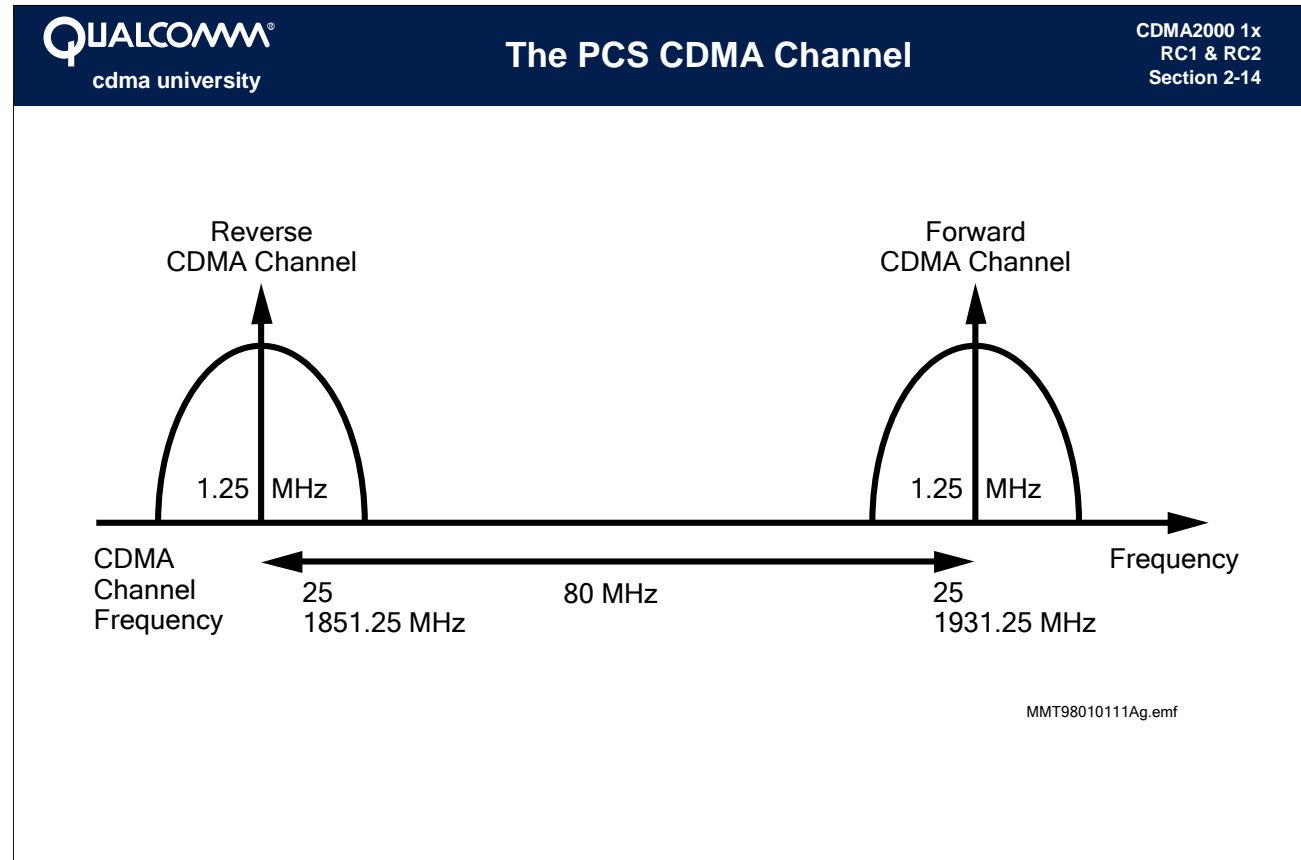 QUALCOMM®
cdma university
The PCS CDMA Channel
CDMA2000 1x
RC1 & RC2
Section 2-14
Reverse
CDMA Channel
Forward
CDMA Channel
1.25 MHz
1.25 MHz
CDMA
Channel
Frequency
25
1851.25 MHz
80 MHz
25
1931.25 MHz
Frequency
MMT98010111Ag.emf